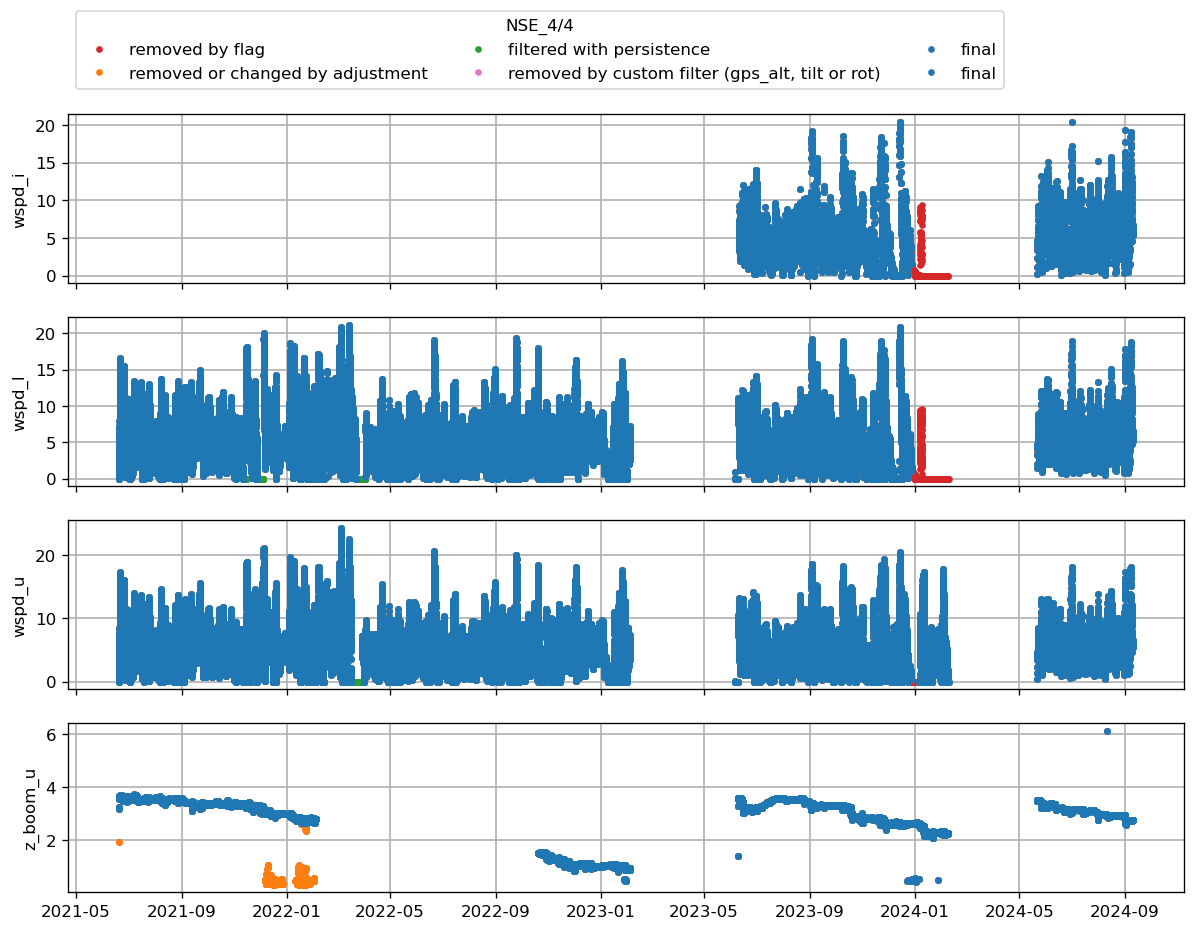 NSE_4/4
removed by flag
filtered with persistence
final
removed or changed by adjustment
removed by custom filter (gps_alt, tilt or rot)
final
20
15
10
5
0
wspd_i
20
15
10
5
0
wspd_l
20
10
0
wspd_u
6
4
2
z_boom_u
2021-05
2021-09
2022-01
2022-05
2022-09
2023-01
2023-05
2023-09
2024-01
2024-05
2024-09